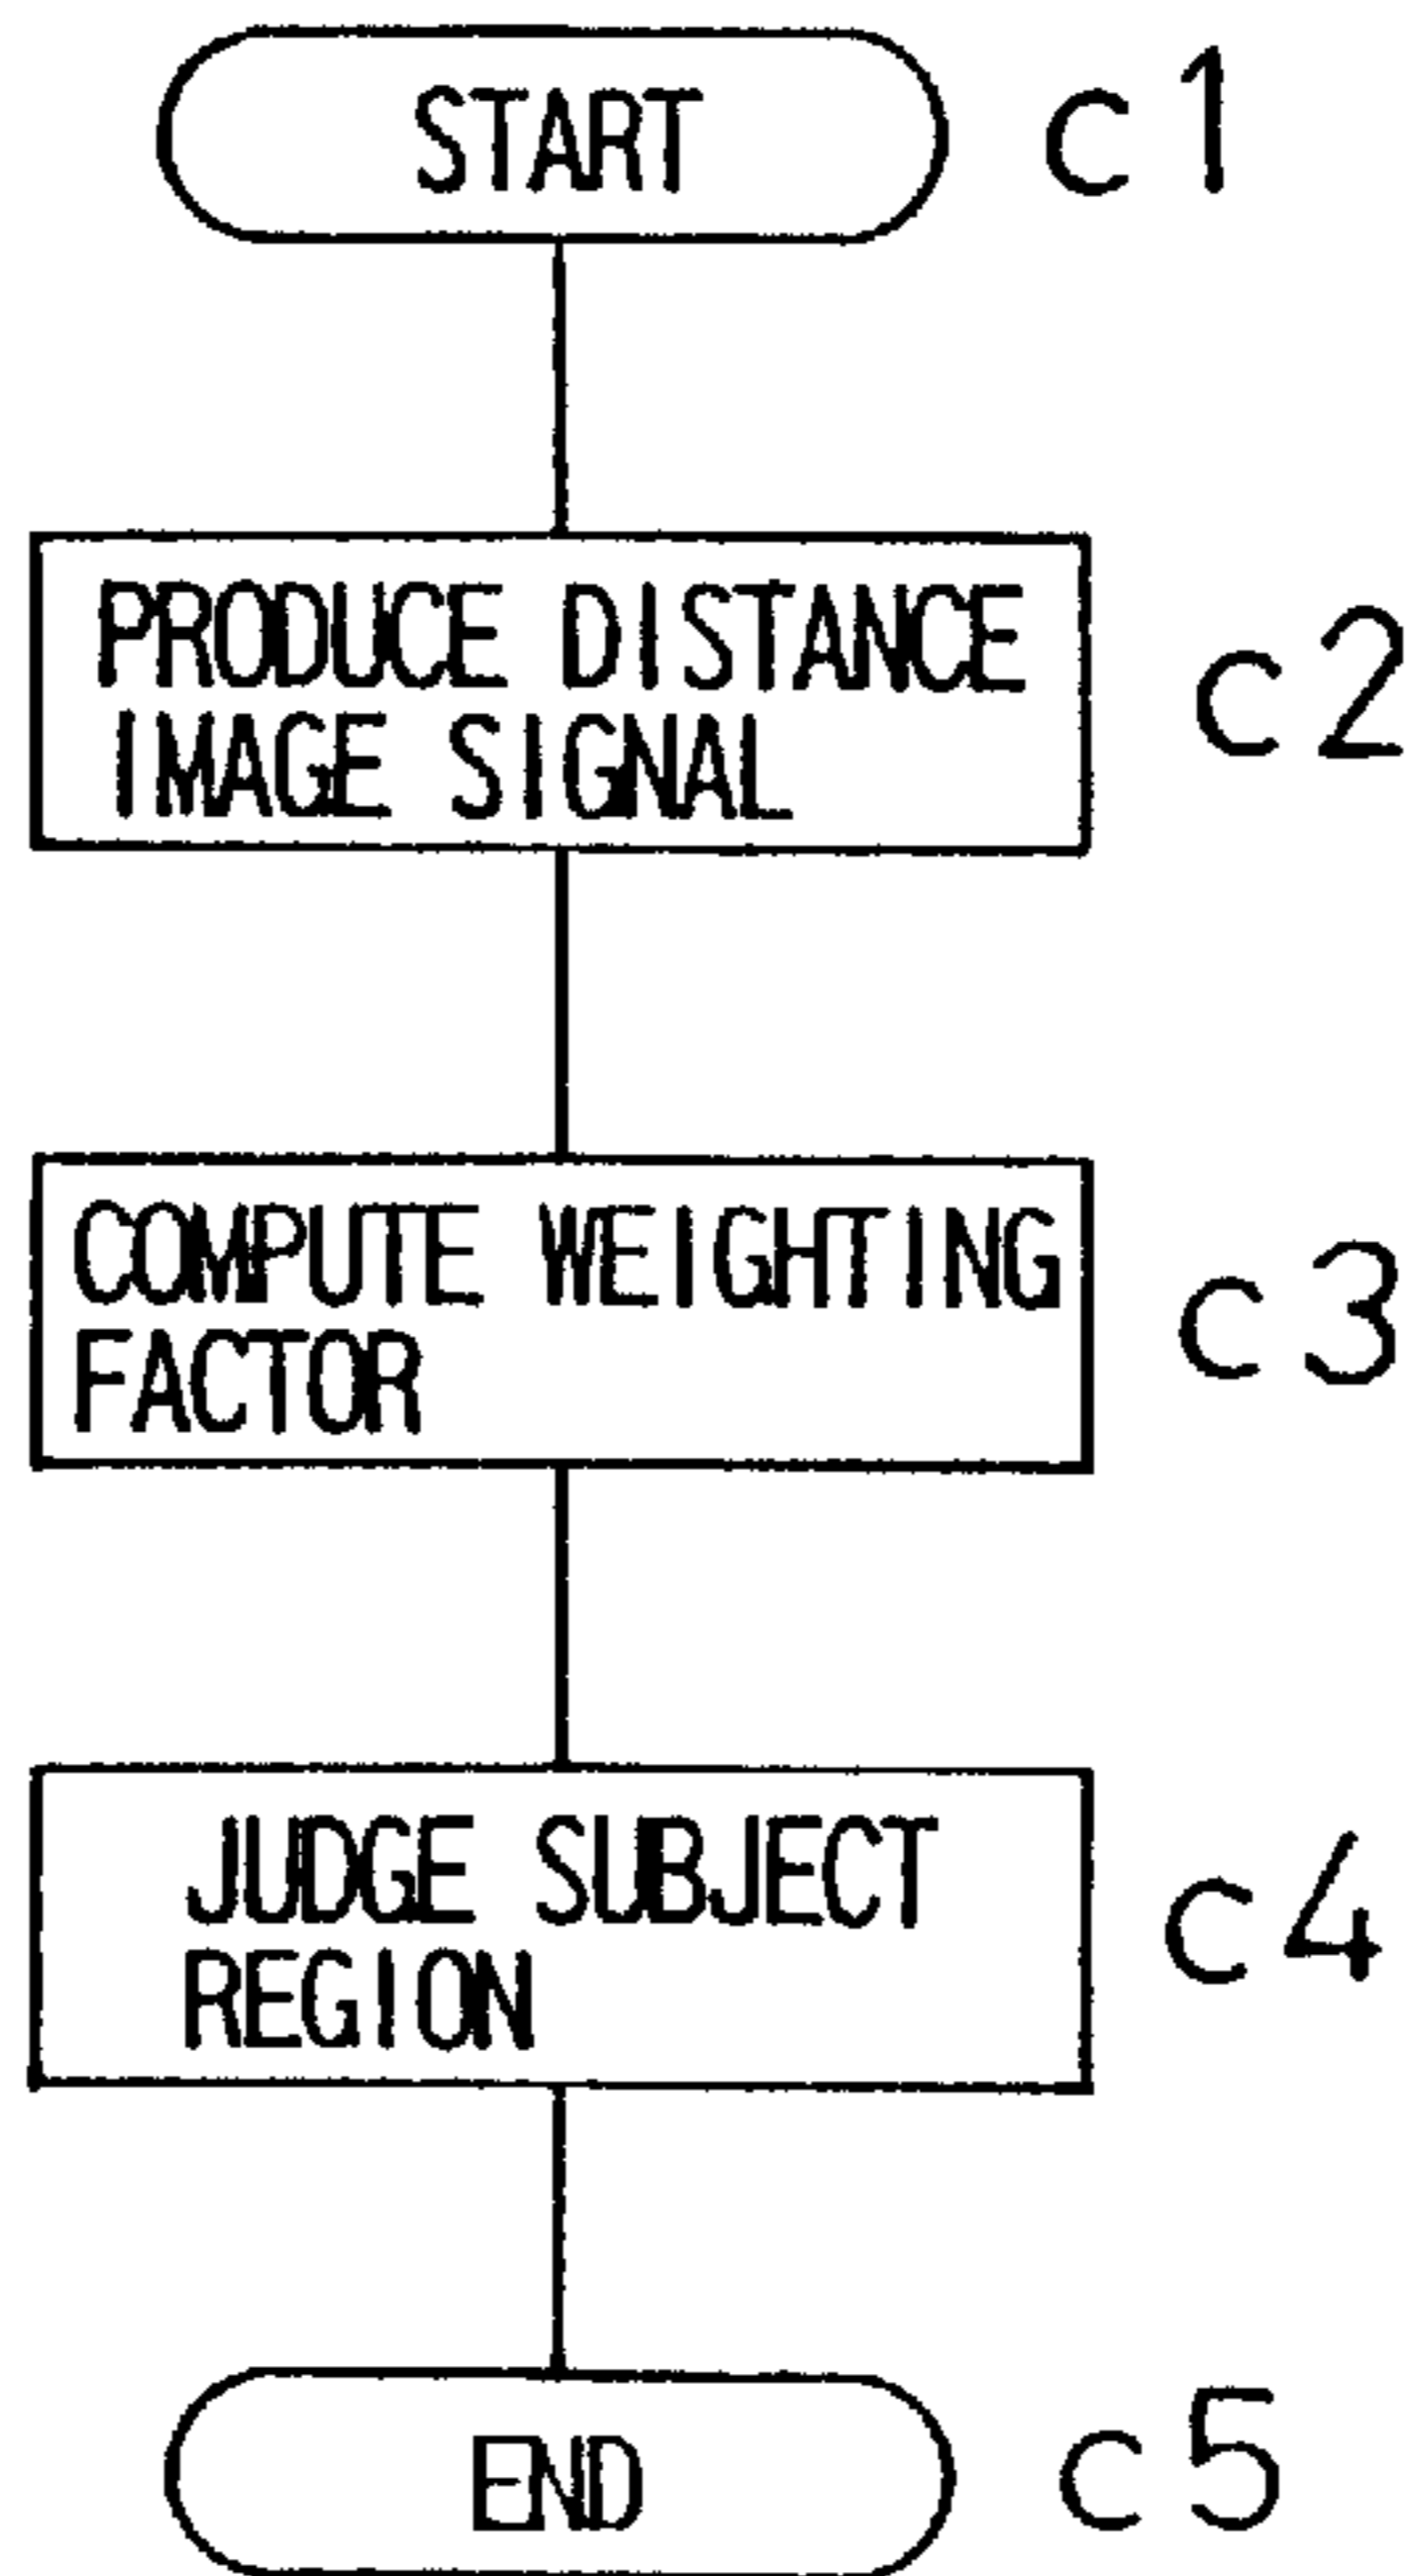 START c1
PRODUCE DISTANCE c2
IMAGE SIGNAL
COMPUTE WEIGHTING c3
FACTOR
JUDGE SUBJECT c4
REGION
END c5